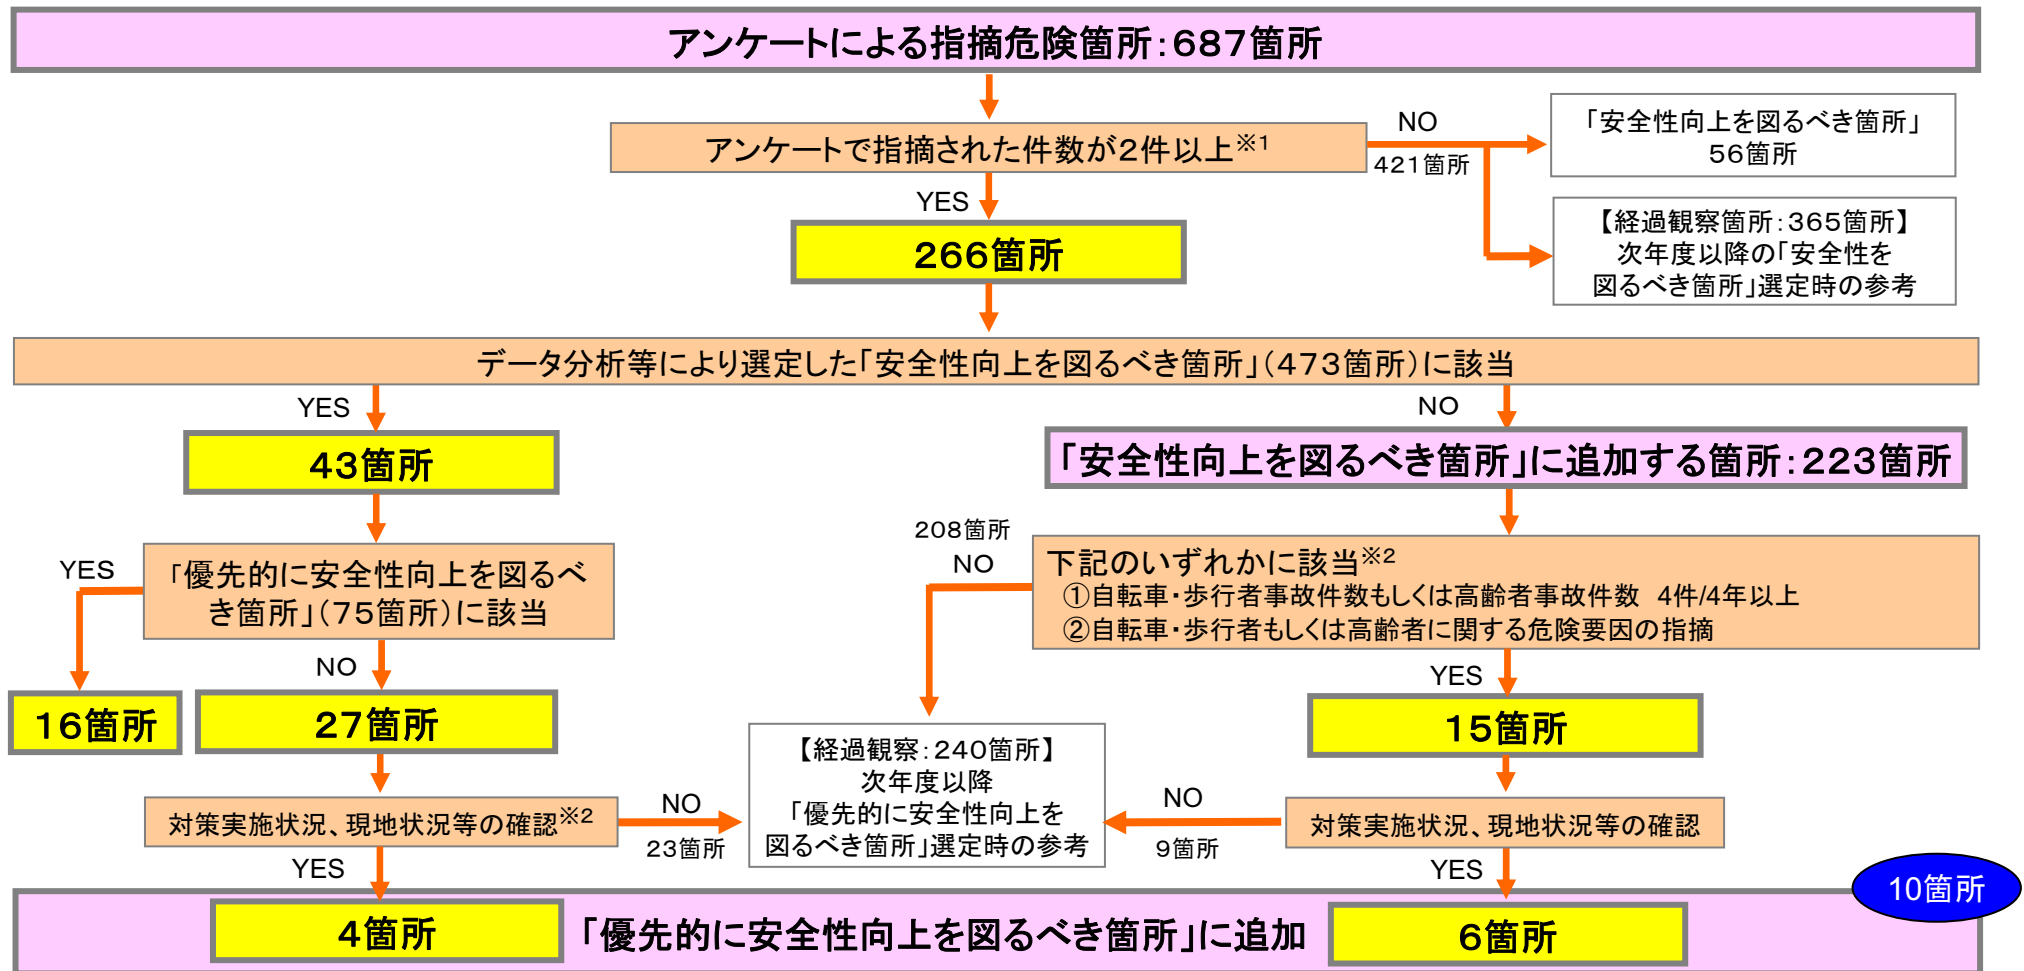 アンケートによる指摘危険箇所：687箇所
アンケートで指摘された件数が2件以上※1
NO
421箇所
「安全性向上を図るべき箇所」
56箇所
【経過観察箇所：365箇所】
次年度以降の「安全性を
図るべき箇所」選定時の参考
YES
266箇所
データ分析等により選定した「安全性向上を図るべき箇所」（473箇所）に該当
YES
NO
43箇所
「安全性向上を図るべき箇所」に追加する箇所：223箇所
YES
「優先的に安全性向上を図るべ
き箇所」（75箇所）に該当
208箇所
NO
下記のいずれかに該当※2
①自転車・歩行者事故件数もしくは高齢者事故件数 4件/4年以上
②自転車・歩行者もしくは高齢者に関する危険要因の指摘
NO
YES
16箇所
27箇所
15箇所
【経過観察：240箇所】
次年度以降
「優先的に安全性向上を
図るべき箇所」選定時の参考
対策実施状況、現地状況等の確認※2
NO
23箇所
NO
9箇所
対策実施状況、現地状況等の確認
YES
YES
10箇所
4箇所
「優先的に安全性向上を図るべき箇所」に追加
6箇所